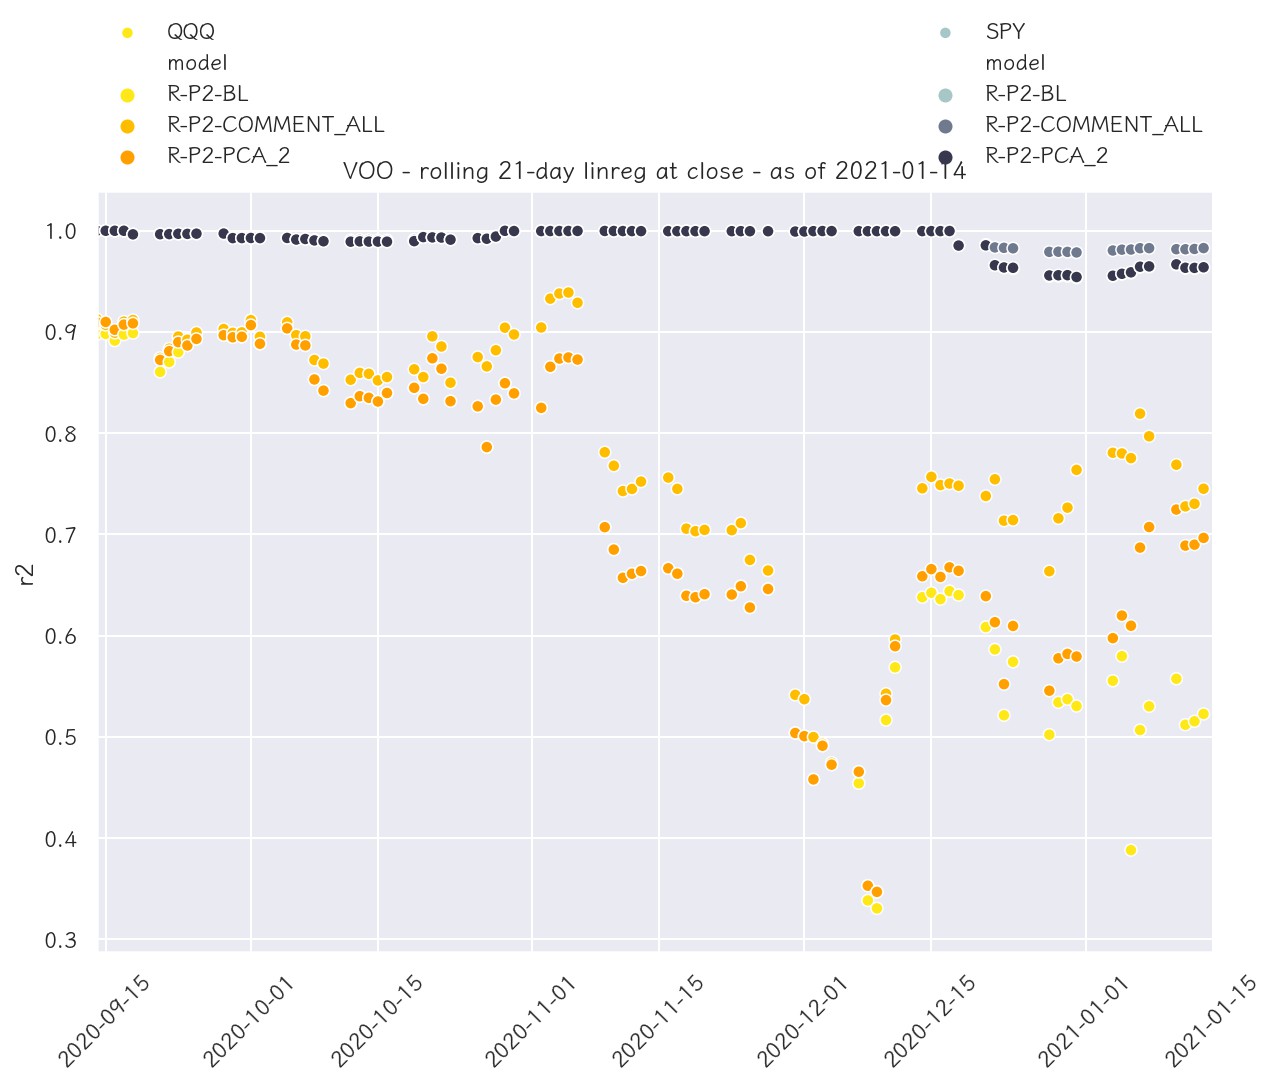 QQQ
model
R-P2-BL
R-P2-COMMENT_ALL
R-P2-PCA_2
SPY
model
R-P2-BL
R-P2-COMMENT_ALL
R-P2-PCA_2
VOO - rolling 21-day linreg at close - as of 2021-01-14
r2
1.0
0.9
0.8
0.7
0.6
0.5
0.4
0.3
2020-09-15
2020-10-01
2020-10-15
2020-11-01
2020-11-15
2020-12-01
2020-12-15
2021-01-01
2021-01-15